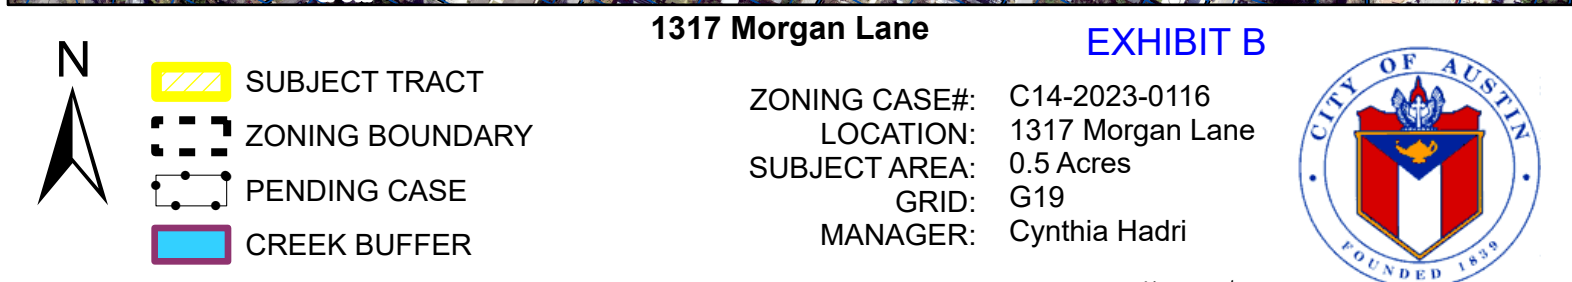 1317 Morgan Lane
EXHIBIT B
N
SUBJECT TRACT
ZONING BOUNDARY
PENDING CASE
CREEK BUFFER
ZONING CASE#: C14-2023-0116
LOCATION: 1317 Morgan Lane
SUBJECT AREA: 0.5 Acres
GRID: G19
MANAGER: Cynthia Hadri
CITY OF AUSTIN
FOUNDED 1839